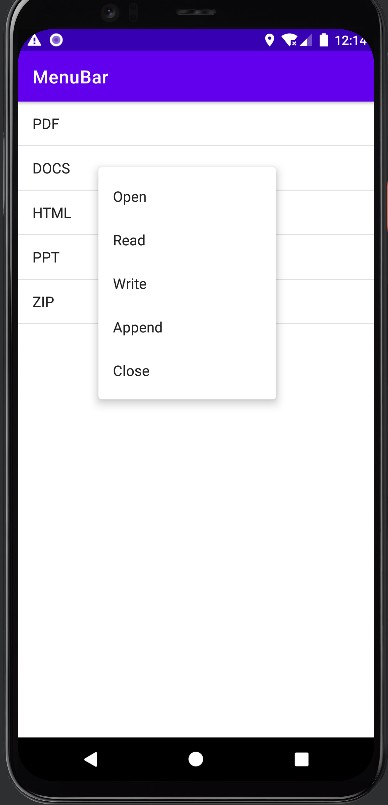 12:14
MenuBar
PDF
DOCS
HTML
PPT
ZIP
Open
Read
Write
Append
Close